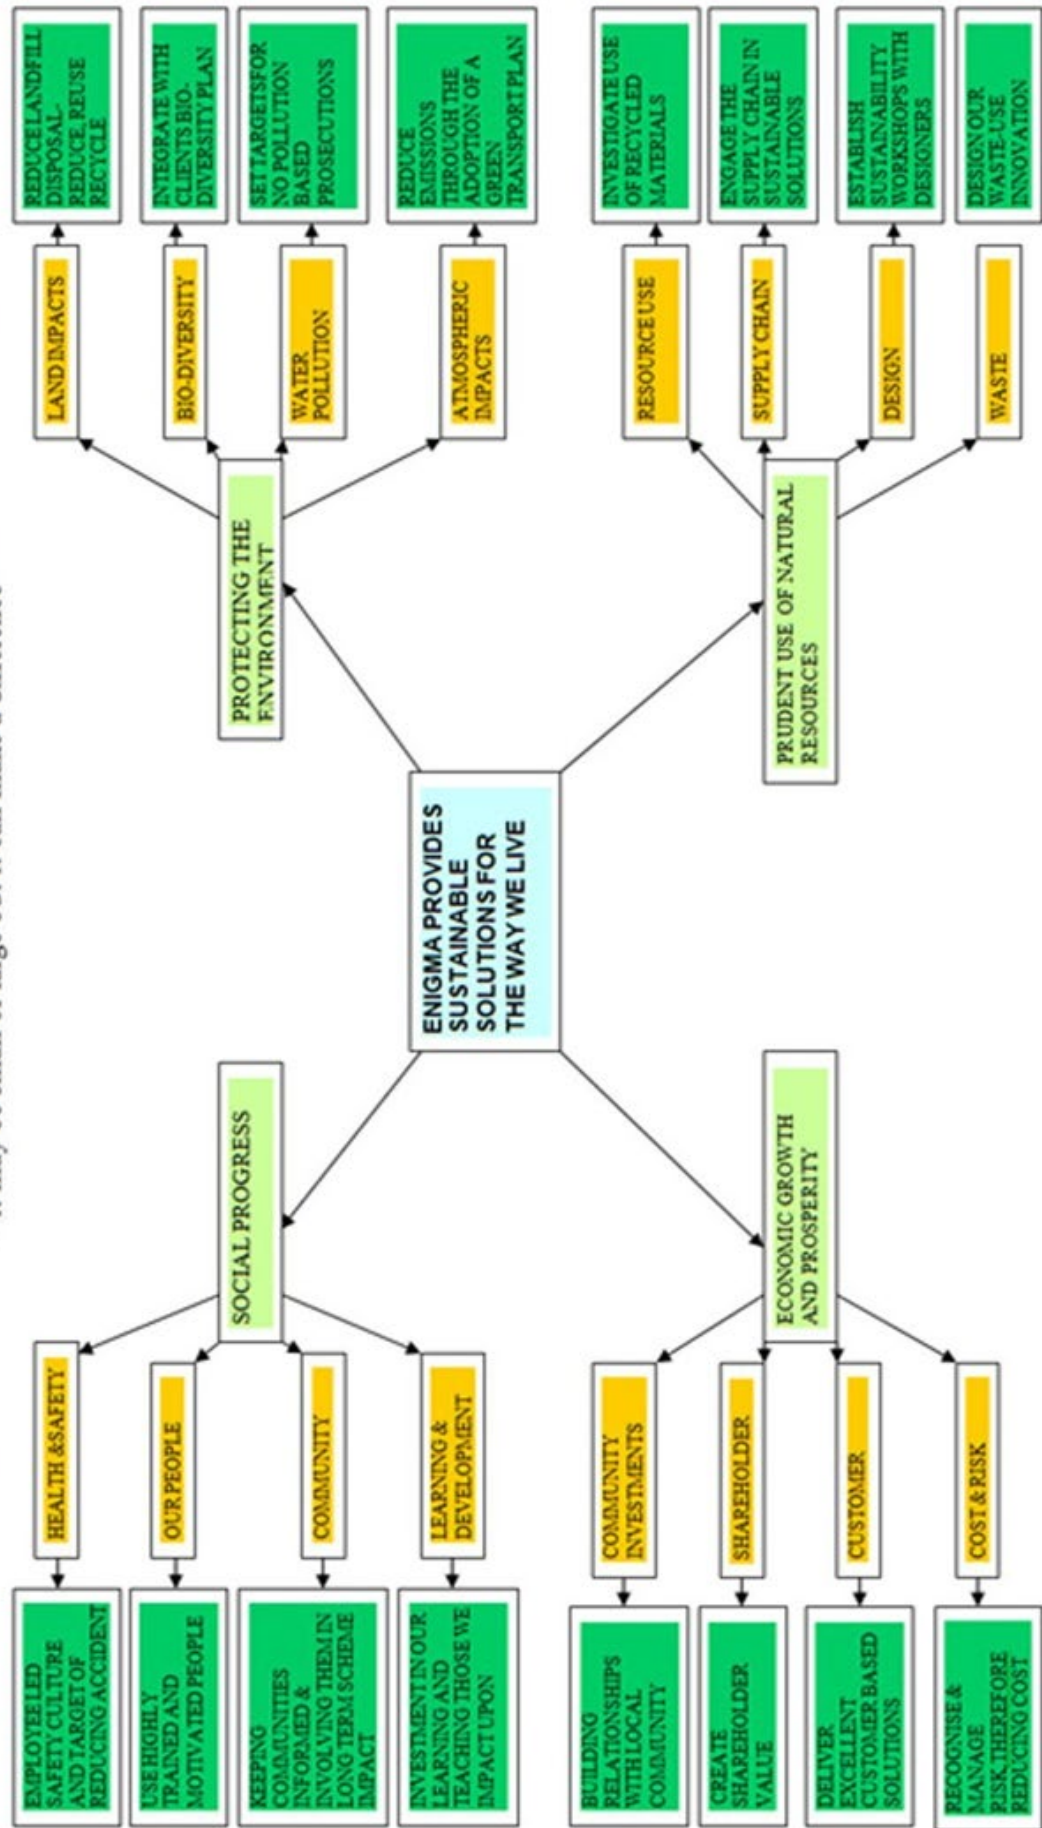 EMPLOYEE LED
SAFETY CULTURE
AND TARGET OF
REDUCING ACCIDENT
HEALTH & SAFETY
USE HIGHLY
TRAINED AND
MOTIVATED PEOPLE
OUR PEOPLE
KEEPING
COMMUNITIES
INFORMED &
INVOLVING THEM IN
LONG TERM SCHEME
IMPACT
COMMUNITY
INVESTMENT IN OUR
LEARNING AND
TEACHING THOSE WE
IMPACT UPON
LEARNING &
DEVELOPMENT
SOCIAL PROGRESS
PROTECTING THE
ENVIRONMENT
LAND IMPACTS
REDUCE LANDFILL
DISPOSAL-
REDUCE, REUSE
RECYCLE
BIO-DIVERSITY
INTEGRATE WITH
CLIENTS BIO-
DIVERSITY PLAN
WATER
POLLUTION
SET TARGETS FOR
NO POLLUTION
BASED
PROSECUTIONS
ATMOSPHERIC
IMPACTS
REDUCE
EMISSIONS
THROUGH THE
ADOPTION OF A
GREEN
TRANSPORT PLAN
ENIGMA PROVIDES
SUSTAINABLE
SOLUTIONS FOR
THE WAY WE LIVE
BUILDING
RELATIONSHIPS
WITH LOCAL
COMMUNITY
COMMUNITY
INVESTMENTS
CREATE
SHAREHOLDER
VALUE
SHAREHOLDER
DELIVER
EXCELLENT
CUSTOMER BASED
SOLUTIONS
CUSTOMER
RECOGNISE &
MANAGE
RISK, THEREFORE
REDUCING COST
COST & RISK
ECONOMIC GROWTH
AND PROSPERITY
PRUDENT USE OF NATURAL
RESOURCES
RESOURCE USE
INVESTIGATE USE
OF RECYCLED
MATERIALS
SUPPLY CHAIN
ENGAGE THE
SUPPLY CHAIN IN
SUSTAINABLE
SOLUTIONS
DESIGN
ESTABLISH
SUSTAINABILITY
WORKSHOPS WITH
DESIGNERS
WASTE
DESIGN OUR
WASTE-USE
INNOVATION